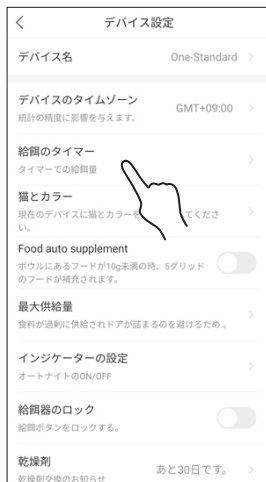 デバイス設定
デバイス名 One-Standard
デバイスのタイムゾーン GMT+09:00
統計の精度に影響を与えます。
給餌のタイマー
タイマーでの給餌量
猫とカラー
現在のデバイスに猫とカラーを てくださ
い。
Food auto supplement
ボウルにあるフードが10g未満の時、5グリッド
のフードが補充されます。
最大供給量
食料が過剰に供給されドアが詰まるのを避けるため 。
インジケーターの設定
オートナイトのON/OFF
給餌器のロック
給餌ボタンをロックする。
乾燥剤 あと30日です。
乾燥剤交換のお知らせ